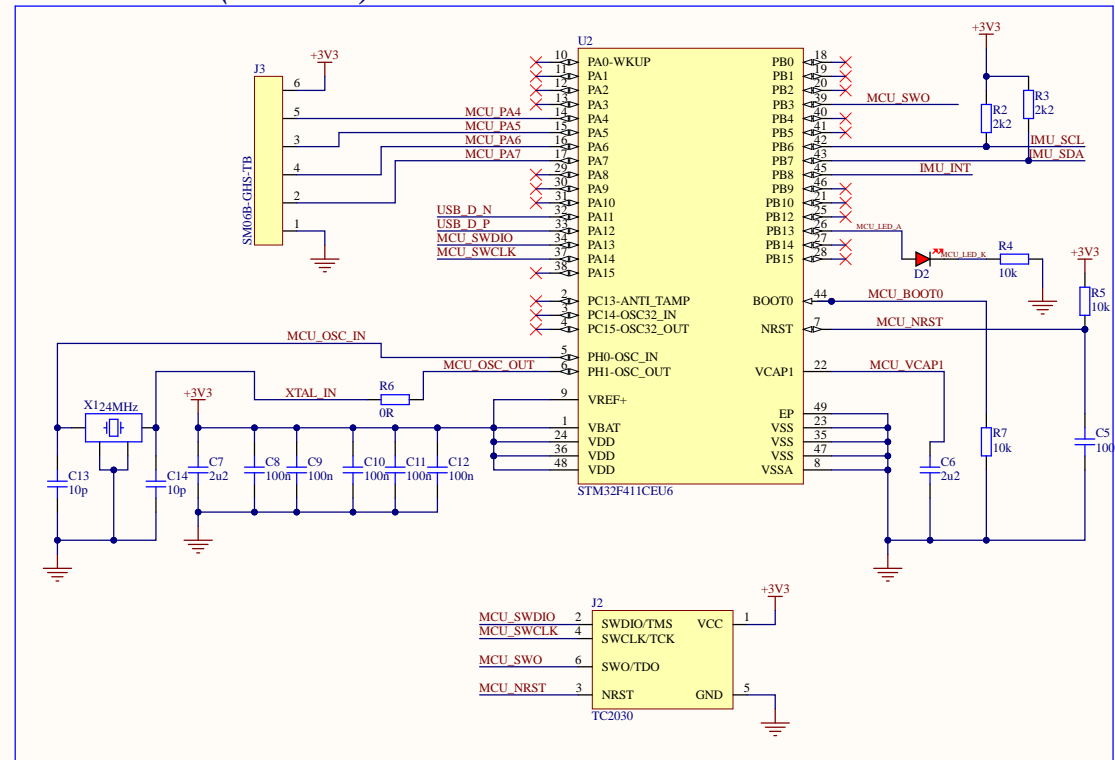 U2
+3V3
J3
+3V3
6
5
3
4
2
1
SM06B-GHS-TB
MCU_PA4
MCU_PA5
MCU_PA6
MCU_PA7
USB_D_N
USB_D_P
MCU_SWDIO
MCU_SWCLK
10 PA0-WKUP
11 PA1
12 PA2
13 PA3
14 PA4
15 PA5
16 PA6
17 PA7
29 PA8
30 PA9
31 PA10
32 PA11
33 PA12
34 PA13
37 PA14
38 PA15
2 PC13-ANTI_TAMP
3 PC14-OSC32_IN
4 PC15-OSC32_OUT
5 PH0-OSC_IN
6 PH1-OSC_OUT
9 VREF+
1 VBAT
24 VDD
36 VDD
48 VDD
PB0 18
PB1 19
PB2 20
PB3 39
PB4 40
PB5 41
PB6 42
PB7 43
PB8 45
PB9 46
PB10 21
PB12 25
PB13 26
PB14 27
PB15 28
BOOT0 44
NRST 7
VCAP1 22
EP 49
VSS 23
VSS 35
VSS 47
VSSA 8
STM32F411CEU6
MCU_SWO
R2
2k2
R3
2k2
IMU_SCL
IMU_SDA
IMU_INT
MCU_LED_A
D2
MCU_LED_K
R4
10k
+3V3
R5
10k
MCU_BOOT0
MCU_NRST
MCU_VCAP1
R7
10k
C6
2u2
C5
100
MCU_OSC_IN
MCU_OSC_OUT
XTAL_IN
R6
0R
X1 24MHz
+3V3
C13
10p
C14
10p
C7
2u2
C8
100n
C9
100n
C10
100n
C11
100n
C12
100n
J2
+3V3
MCU_SWDIO 2 SWDIO/TMS VCC 1
MCU_SWCLK 4 SWCLK/TCK
MCU_SWO 6 SWO/TDO
MCU_NRST 3 NRST GND 5
TC2030